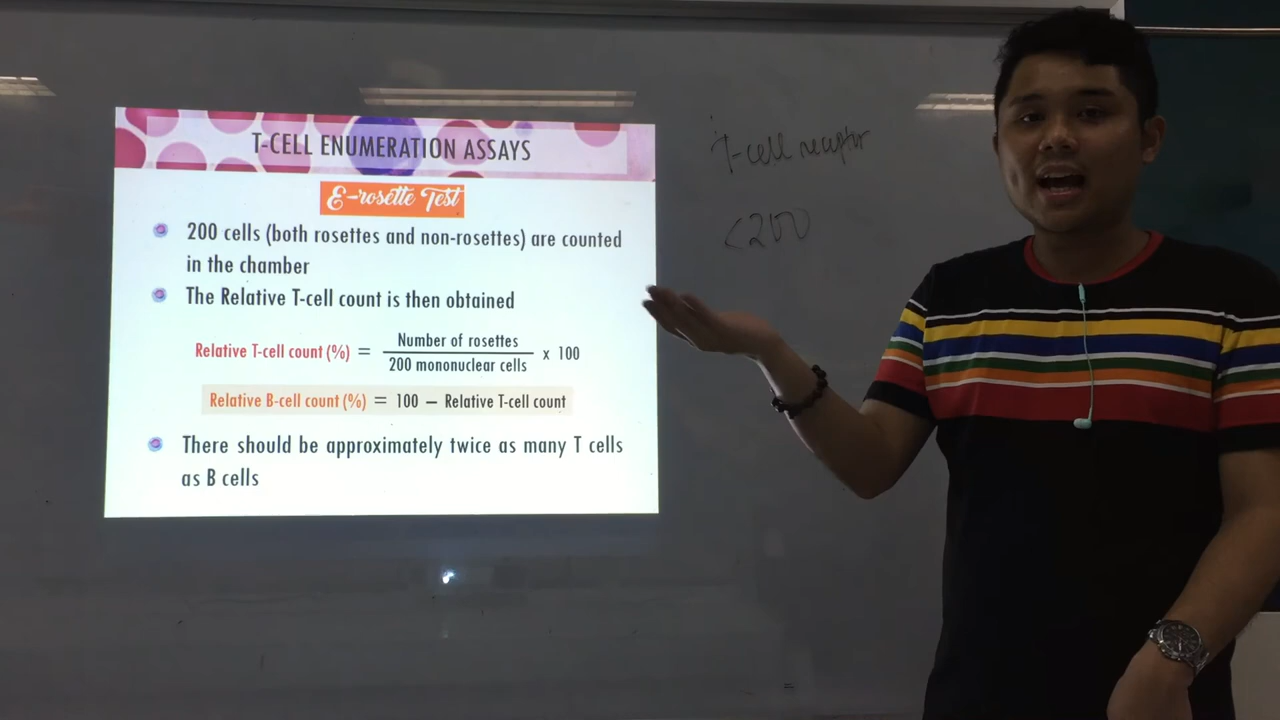 T-CELL ENUMERATION ASSAYS
E-rosette Test
200 cells (both rosettes and non-rosettes) are counted
in the chamber
The Relative T-cell count is then obtained
Relative T-cell count (%) = Number of rosettes / 200 mononuclear cells x 100
Relative B-cell count (%) = 100 – Relative T-cell count
There should be approximately twice as many T cells
as B cells
T-cell receptor
<200